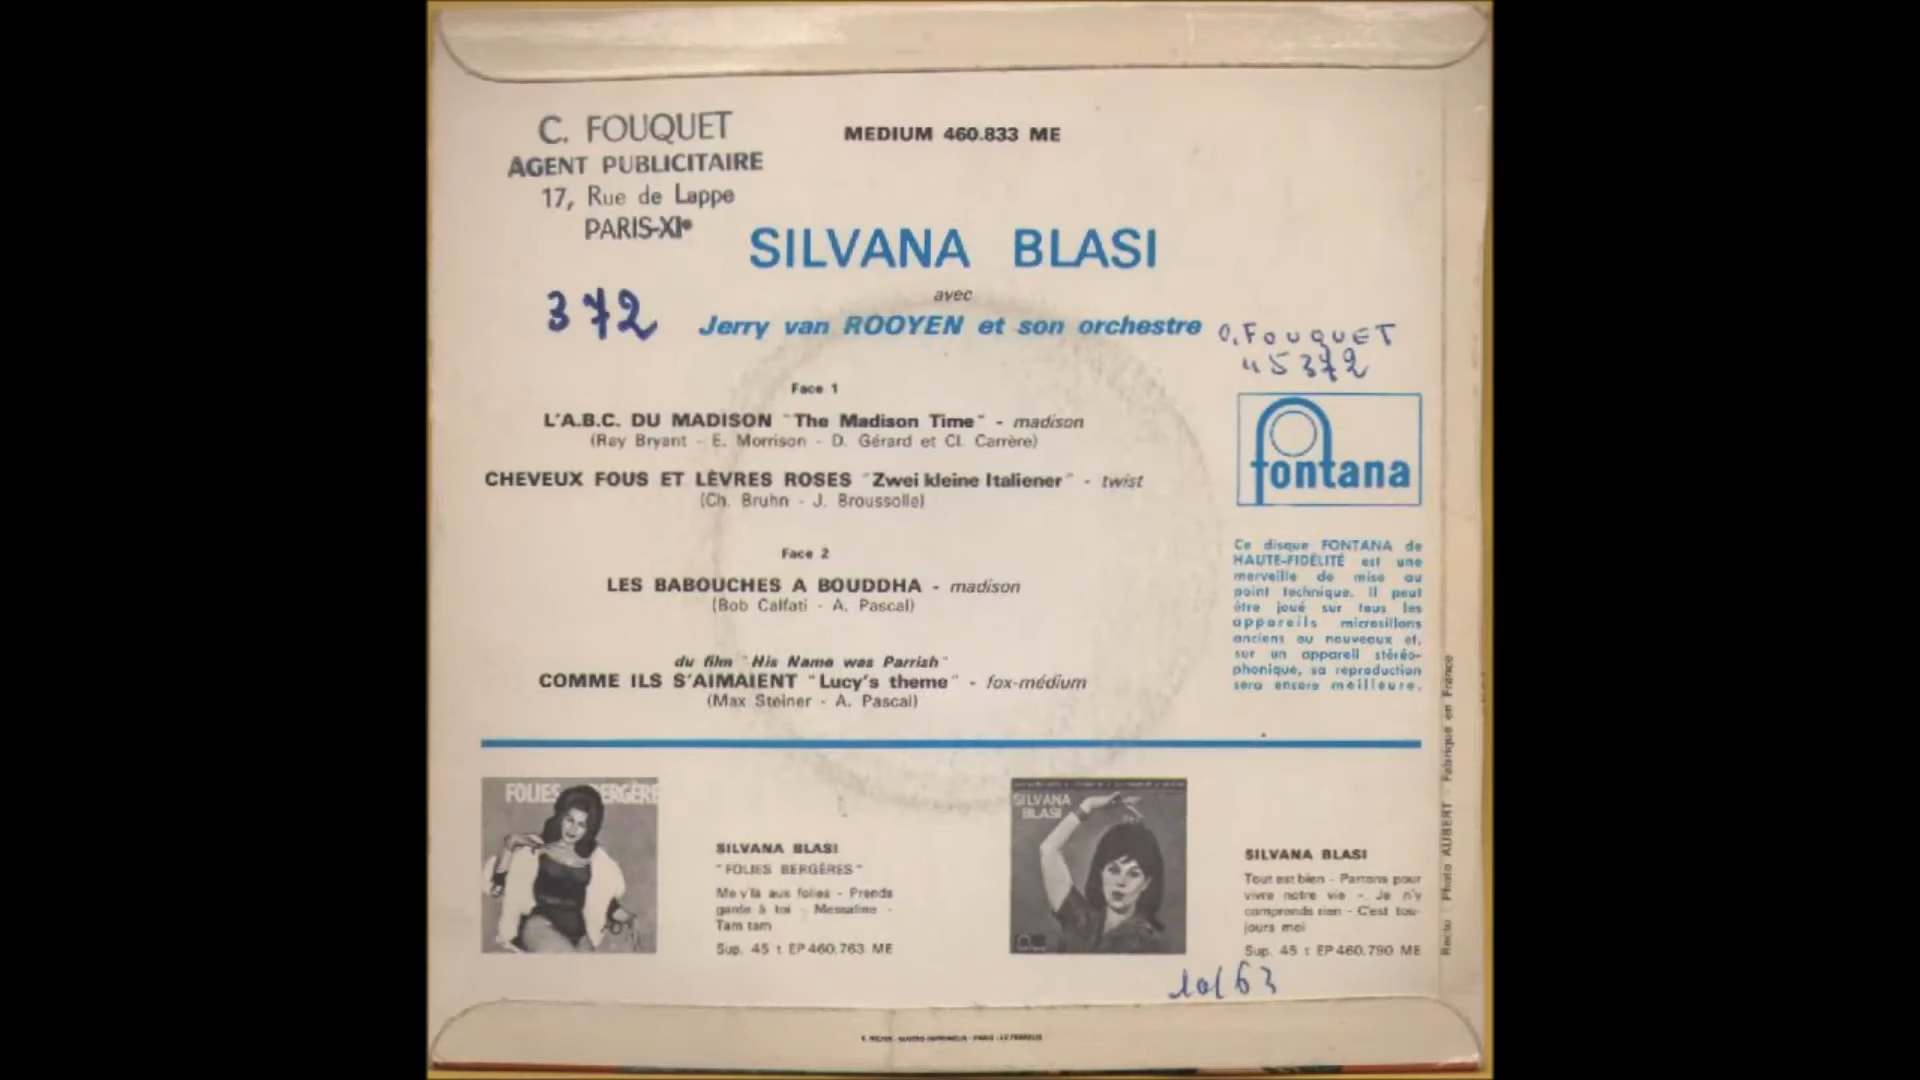 C. FOUQUET
AGENT PUBLICITAIRE
17, Rue de Lappe
PARIS-XIe
MEDIUM 460.833 ME
SILVANA BLASI
avec
372
Jerry van ROOYEN et son orchestre
FOUQUET
45 372
Face 1
L'A.B.C. DU MADISON "The Madison Time" - madison
(Ray Bryant - E. Morrison - D. Gérard et Cl. Carrère)
CHEVEUX FOUS ET LÈVRES ROSES "Zwei kleine Italiener" - twist
(Ch. Bruhn - J. Broussolle)
Face 2
LES BABOUCHES A BOUDDHA - madison
(Bob Calfati - A. Pascal)
du film "His Name was Parrish"
COMME ILS S'AIMAIENT "Lucy's theme" - fox-médium
(Max Steiner - A. Pascal)
fontana
Ce disque FONTANA de
HAUTE-FIDÉLITÉ est une
merveille de mise au
point technique. Il peut
être joué sur tous les
appareils microsillons
anciens ou nouveaux et,
sur un appareil stéréo-
phonique, sa reproduction
sera encore meilleure.
Recto : Photo AUBERT - Fabriqué en France
FOLIES BERGÈRE
SILVANA BLASI
"FOLIES BERGÈRES"
Me v'là aux folies - Prends
garde à toi - Messaline -
Tam tam
Sup. 45 t EP 460.763 ME
SILVANA
BLASI
SILVANA BLASI
Tout est bien - Partons pour
vivre notre vie - Je n'y
comprends rien - C'est tou-
jours moi
Sup. 45 t EP 460.790 ME
10/63